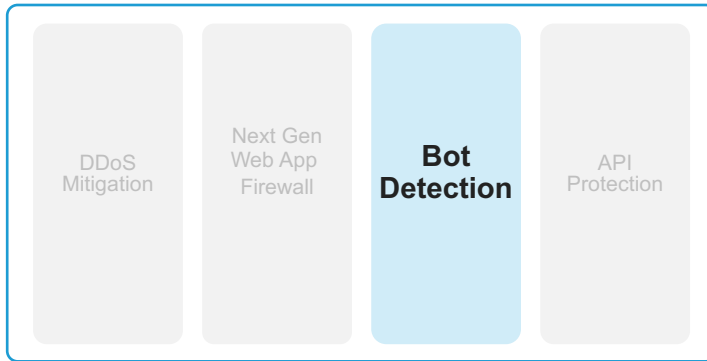 DDoS
Mitigation
Next Gen
Web App
Firewall
Bot
Detection
API
Protection